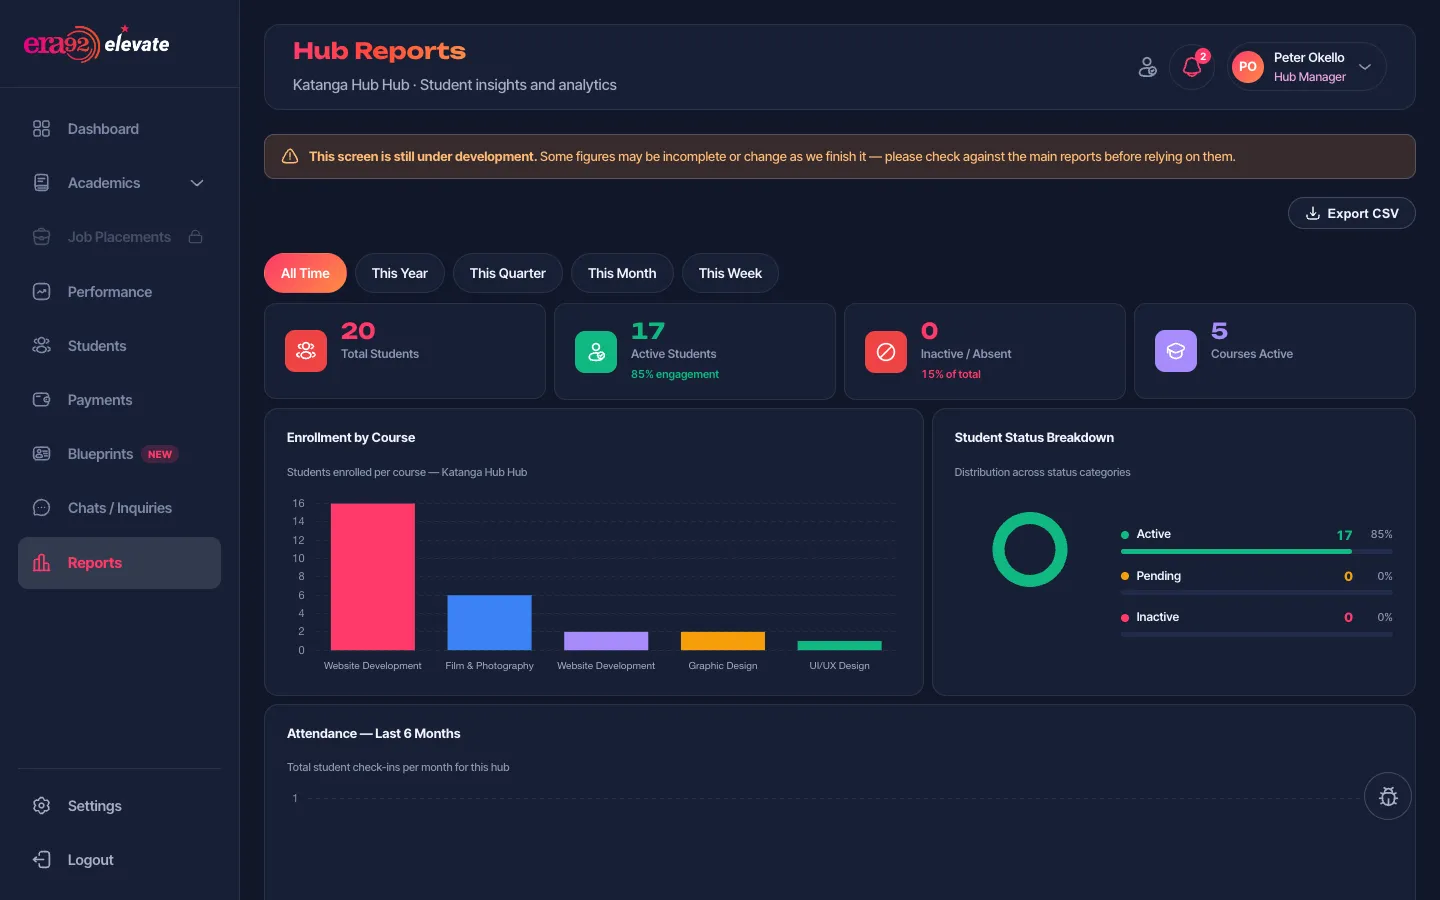 era92 elevate
Dashboard
Academics
Job Placements
Performance
Students
Payments
Blueprints NEW
Chats / Inquiries
Reports
Settings
Logout
Hub Reports
Katanga Hub Hub · Student insights and analytics
2
PO
Peter Okello
Hub Manager
This screen is still under development. Some figures may be incomplete or change as we finish it — please check against the main reports before relying on them.
Export CSV
All Time
This Year
This Quarter
This Month
This Week
20
Total Students
17
Active Students
85% engagement
0
Inactive / Absent
15% of total
5
Courses Active
Enrollment by Course
Students enrolled per course — Katanga Hub Hub
16
14
12
10
8
6
4
2
0
Website Development
Film & Photography
Website Development
Graphic Design
UI/UX Design
Student Status Breakdown
Distribution across status categories
Active 17 85%
Pending 0 0%
Inactive 0 0%
Attendance — Last 6 Months
Total student check-ins per month for this hub
1